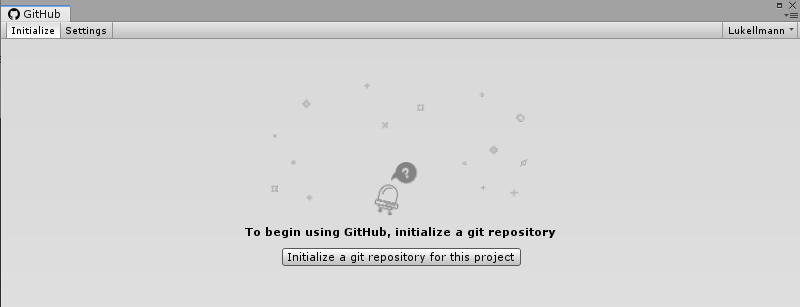 GitHub
Initialize Settings Lukellmann
?
To begin using GitHub, initialize a git repository
Initialize a git repository for this project